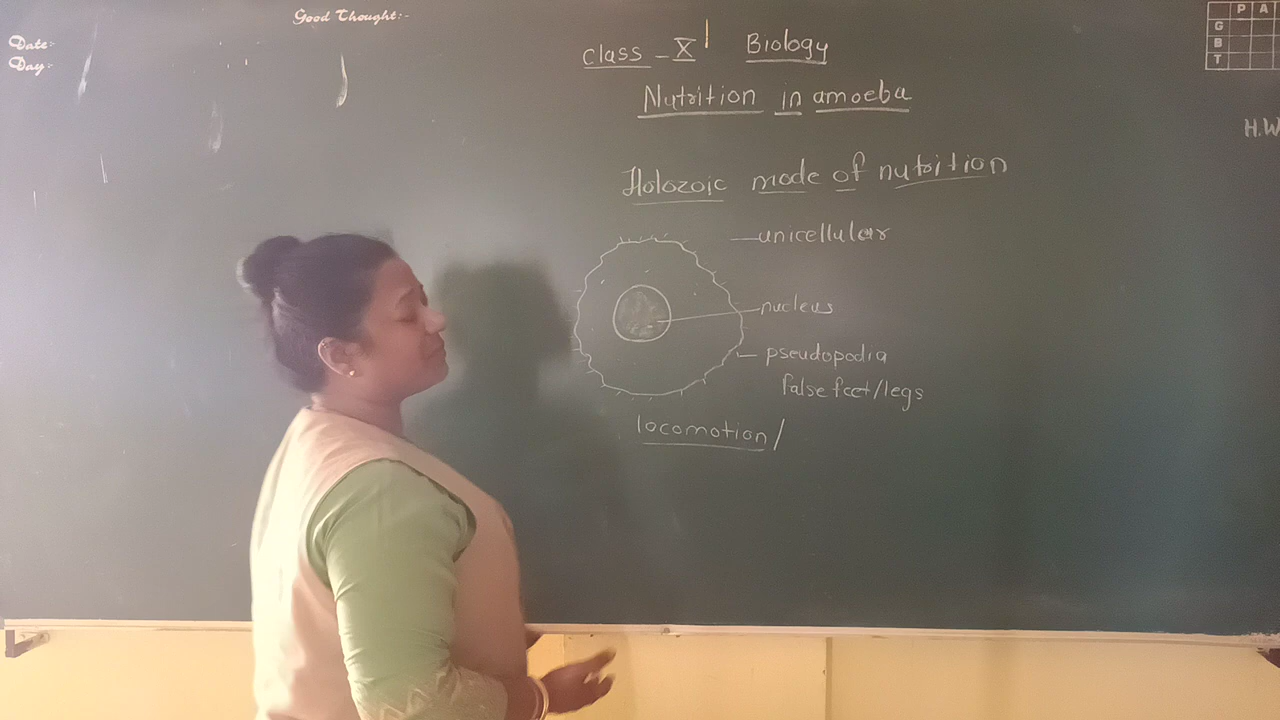 Good Thought:-
Date:-
Day:-
P A
G
B
T
H.W
Class - X Biology
Nutrition in amoeba
Holozoic mode of nutrition
unicellular
nucleus
pseudopodia
false feet/legs
locomotion/